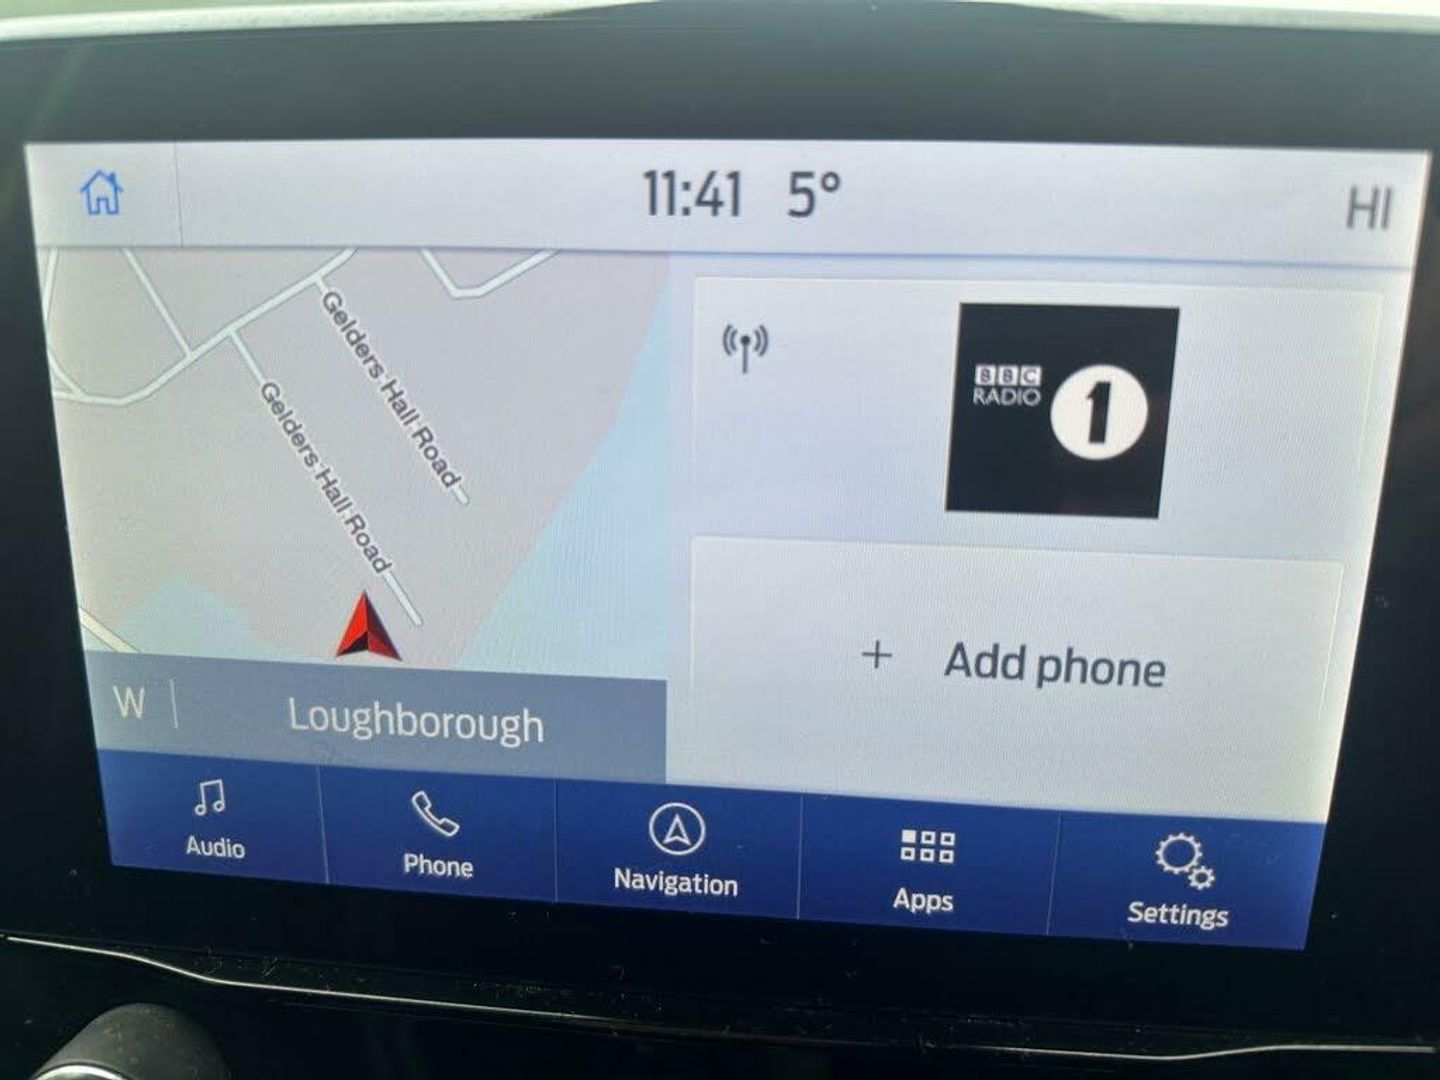 11:41 5° HI
Gelders Hall Road
Gelders Hall Road
BBC
RADIO 1
+ Add phone
W | Loughborough
Audio
Phone
Navigation
Apps
Settings